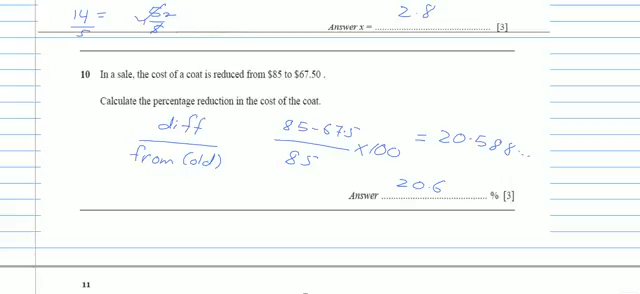 14/5 =
2.8
Answer x = ........................................ [3]
10 In a sale, the cost of a coat is reduced from $85 to $67.50 .
Calculate the percentage reduction in the cost of the coat.
diff / from (old)
85-67.5 / 85 × 100 = 20.588...
20.6
Answer ........................................ % [3]
11